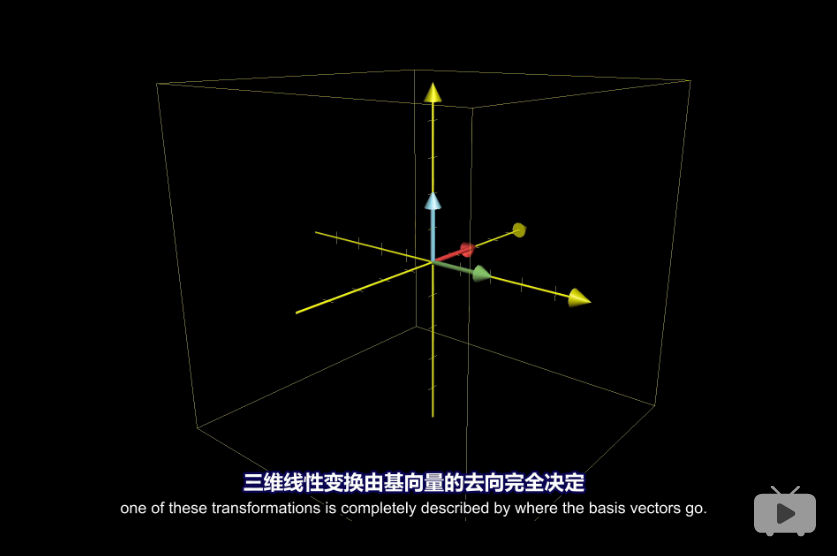 三维线性变换由基向量的去向完全决定
one of these transformations is completely described by where the basis vectors go.